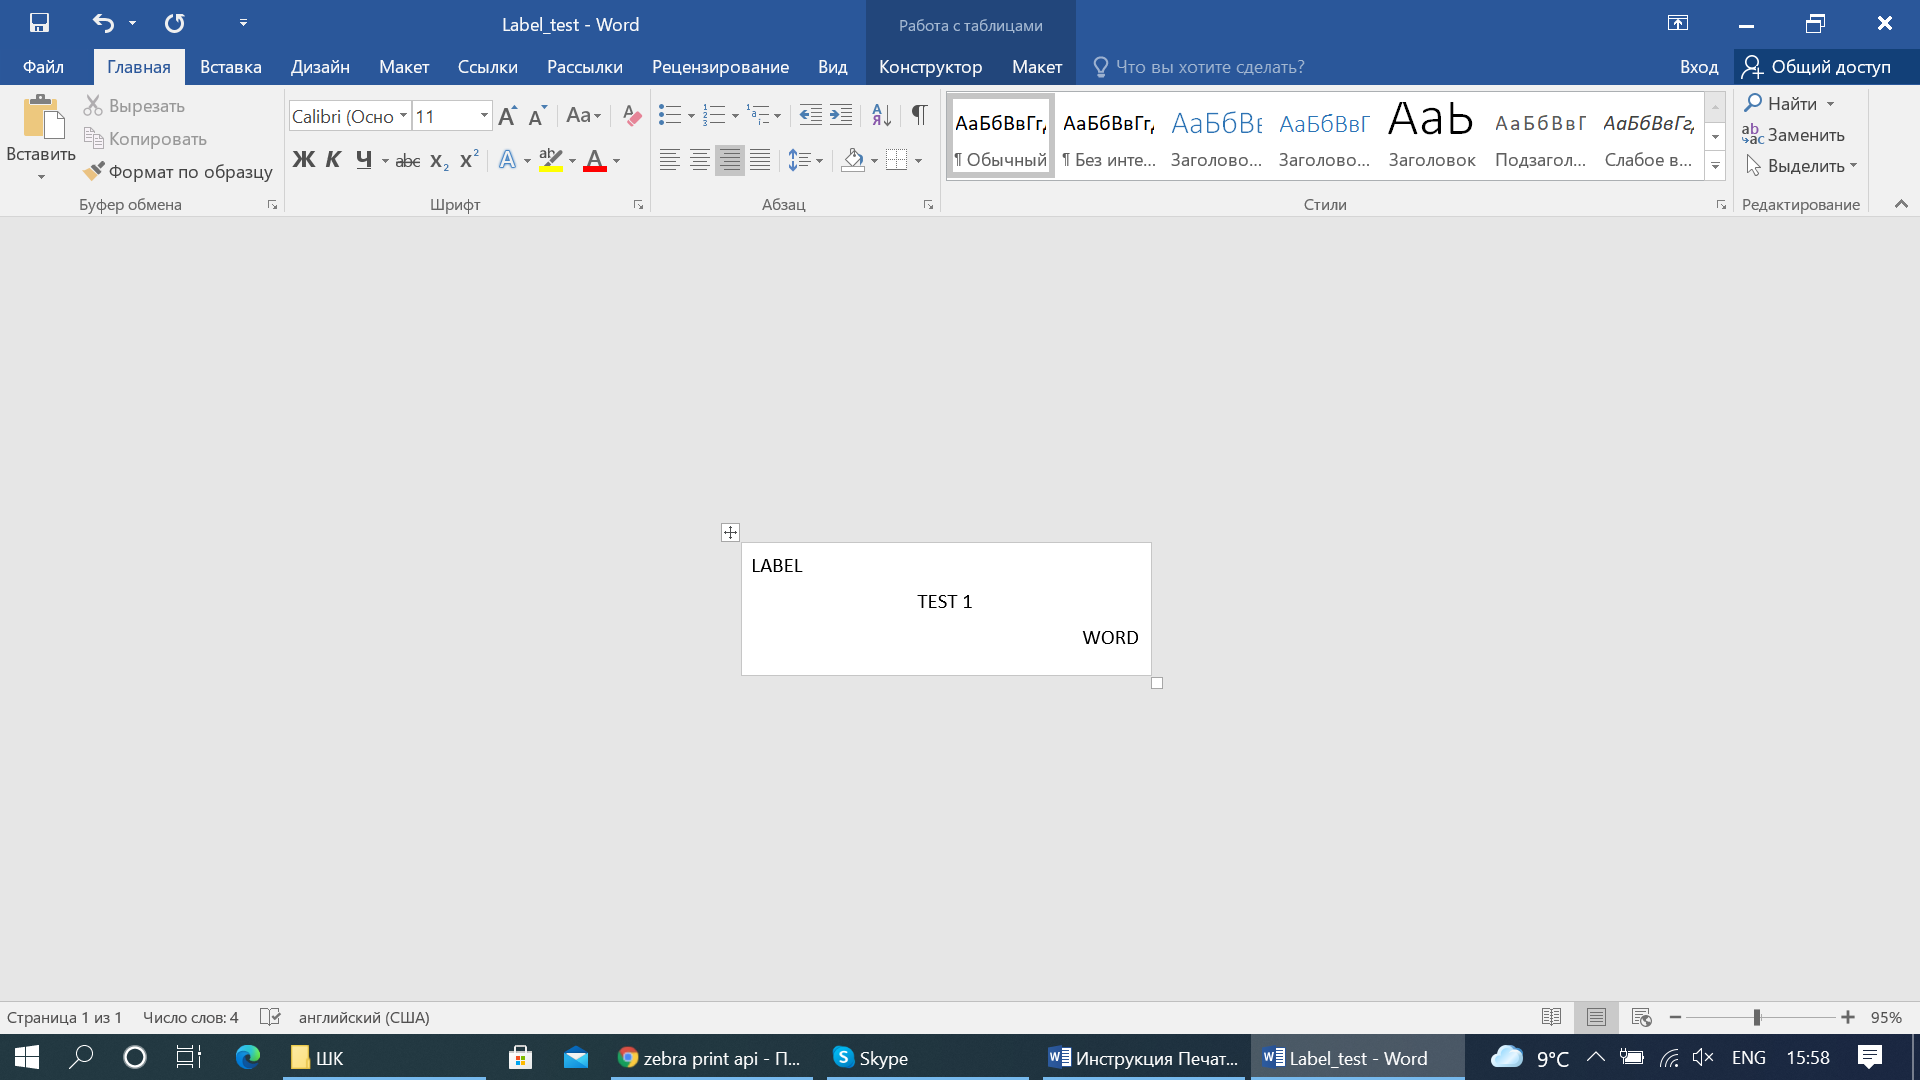 Label_test - Word
Работа с таблицами
Файл
Главная
Вставка
Дизайн
Макет
Ссылки
Рассылки
Рецензирование
Вид
Конструктор
Макет
Что вы хотите сделать?
Вход
Общий доступ
Вставить
Вырезать
Копировать
Формат по образцу
Буфер обмена
Calibri (Осно
11
Aa
Ж К Ч abc x₂ x²
Шрифт
Абзац
АаБбВвГг,
¶ Обычный
АаБбВвГг,
¶ Без инте...
АаБбВв
Заголово...
АаБбВвГ
Заголово...
АаЬ
Заголовок
АаБбВвГ
Подзагол...
АаБбВвГг,
Слабое в...
Стили
Найти
Заменить
Выделить
Редактирование
LABEL
TEST 1
WORD
Страница 1 из 1
Число слов: 4
английский (США)
95%
ШК
zebra print api - П...
Skype
Инструкция Печат...
Label_test - Word
9°C
ENG
15:58